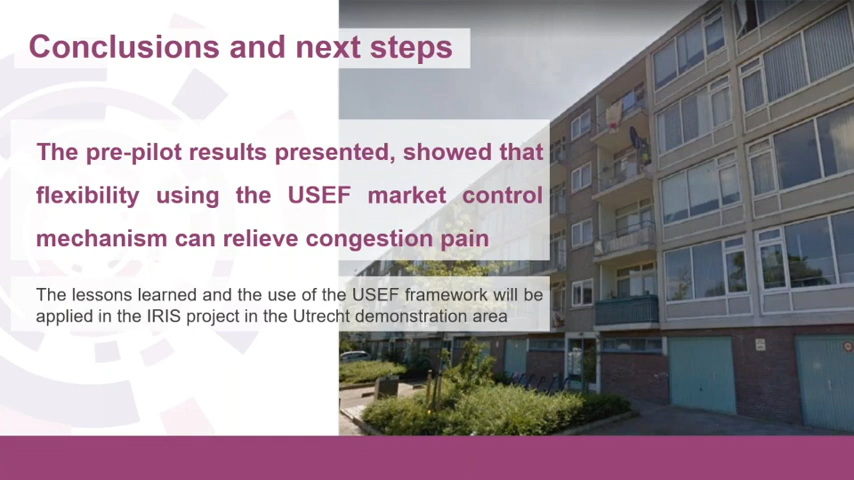 Conclusions and next steps
The pre-pilot results presented, showed that
flexibility using the USEF market control
mechanism can relieve congestion pain
The lessons learned and the use of the USEF framework will be
applied in the IRIS project in the Utrecht demonstration area